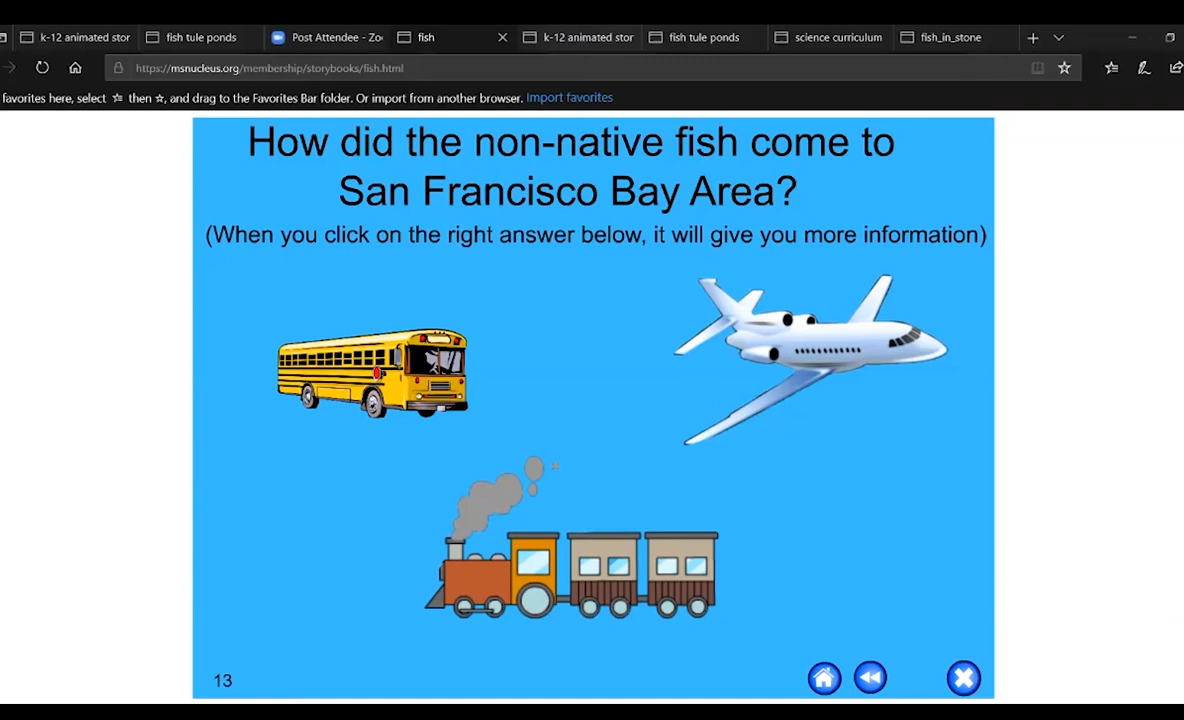 k-12 animated stor
fish tule ponds
Post Attendee - Zo
fish
k-12 animated stor
fish tule ponds
science curriculum
fish_in_stone
https://msnucleus.org/membership/storybooks/fish.html
favorites here, select then , and drag to the Favorites Bar folder. Or import from another browser. Import favorites
How did the non-native fish come to
San Francisco Bay Area?
(When you click on the right answer below, it will give you more information)
13